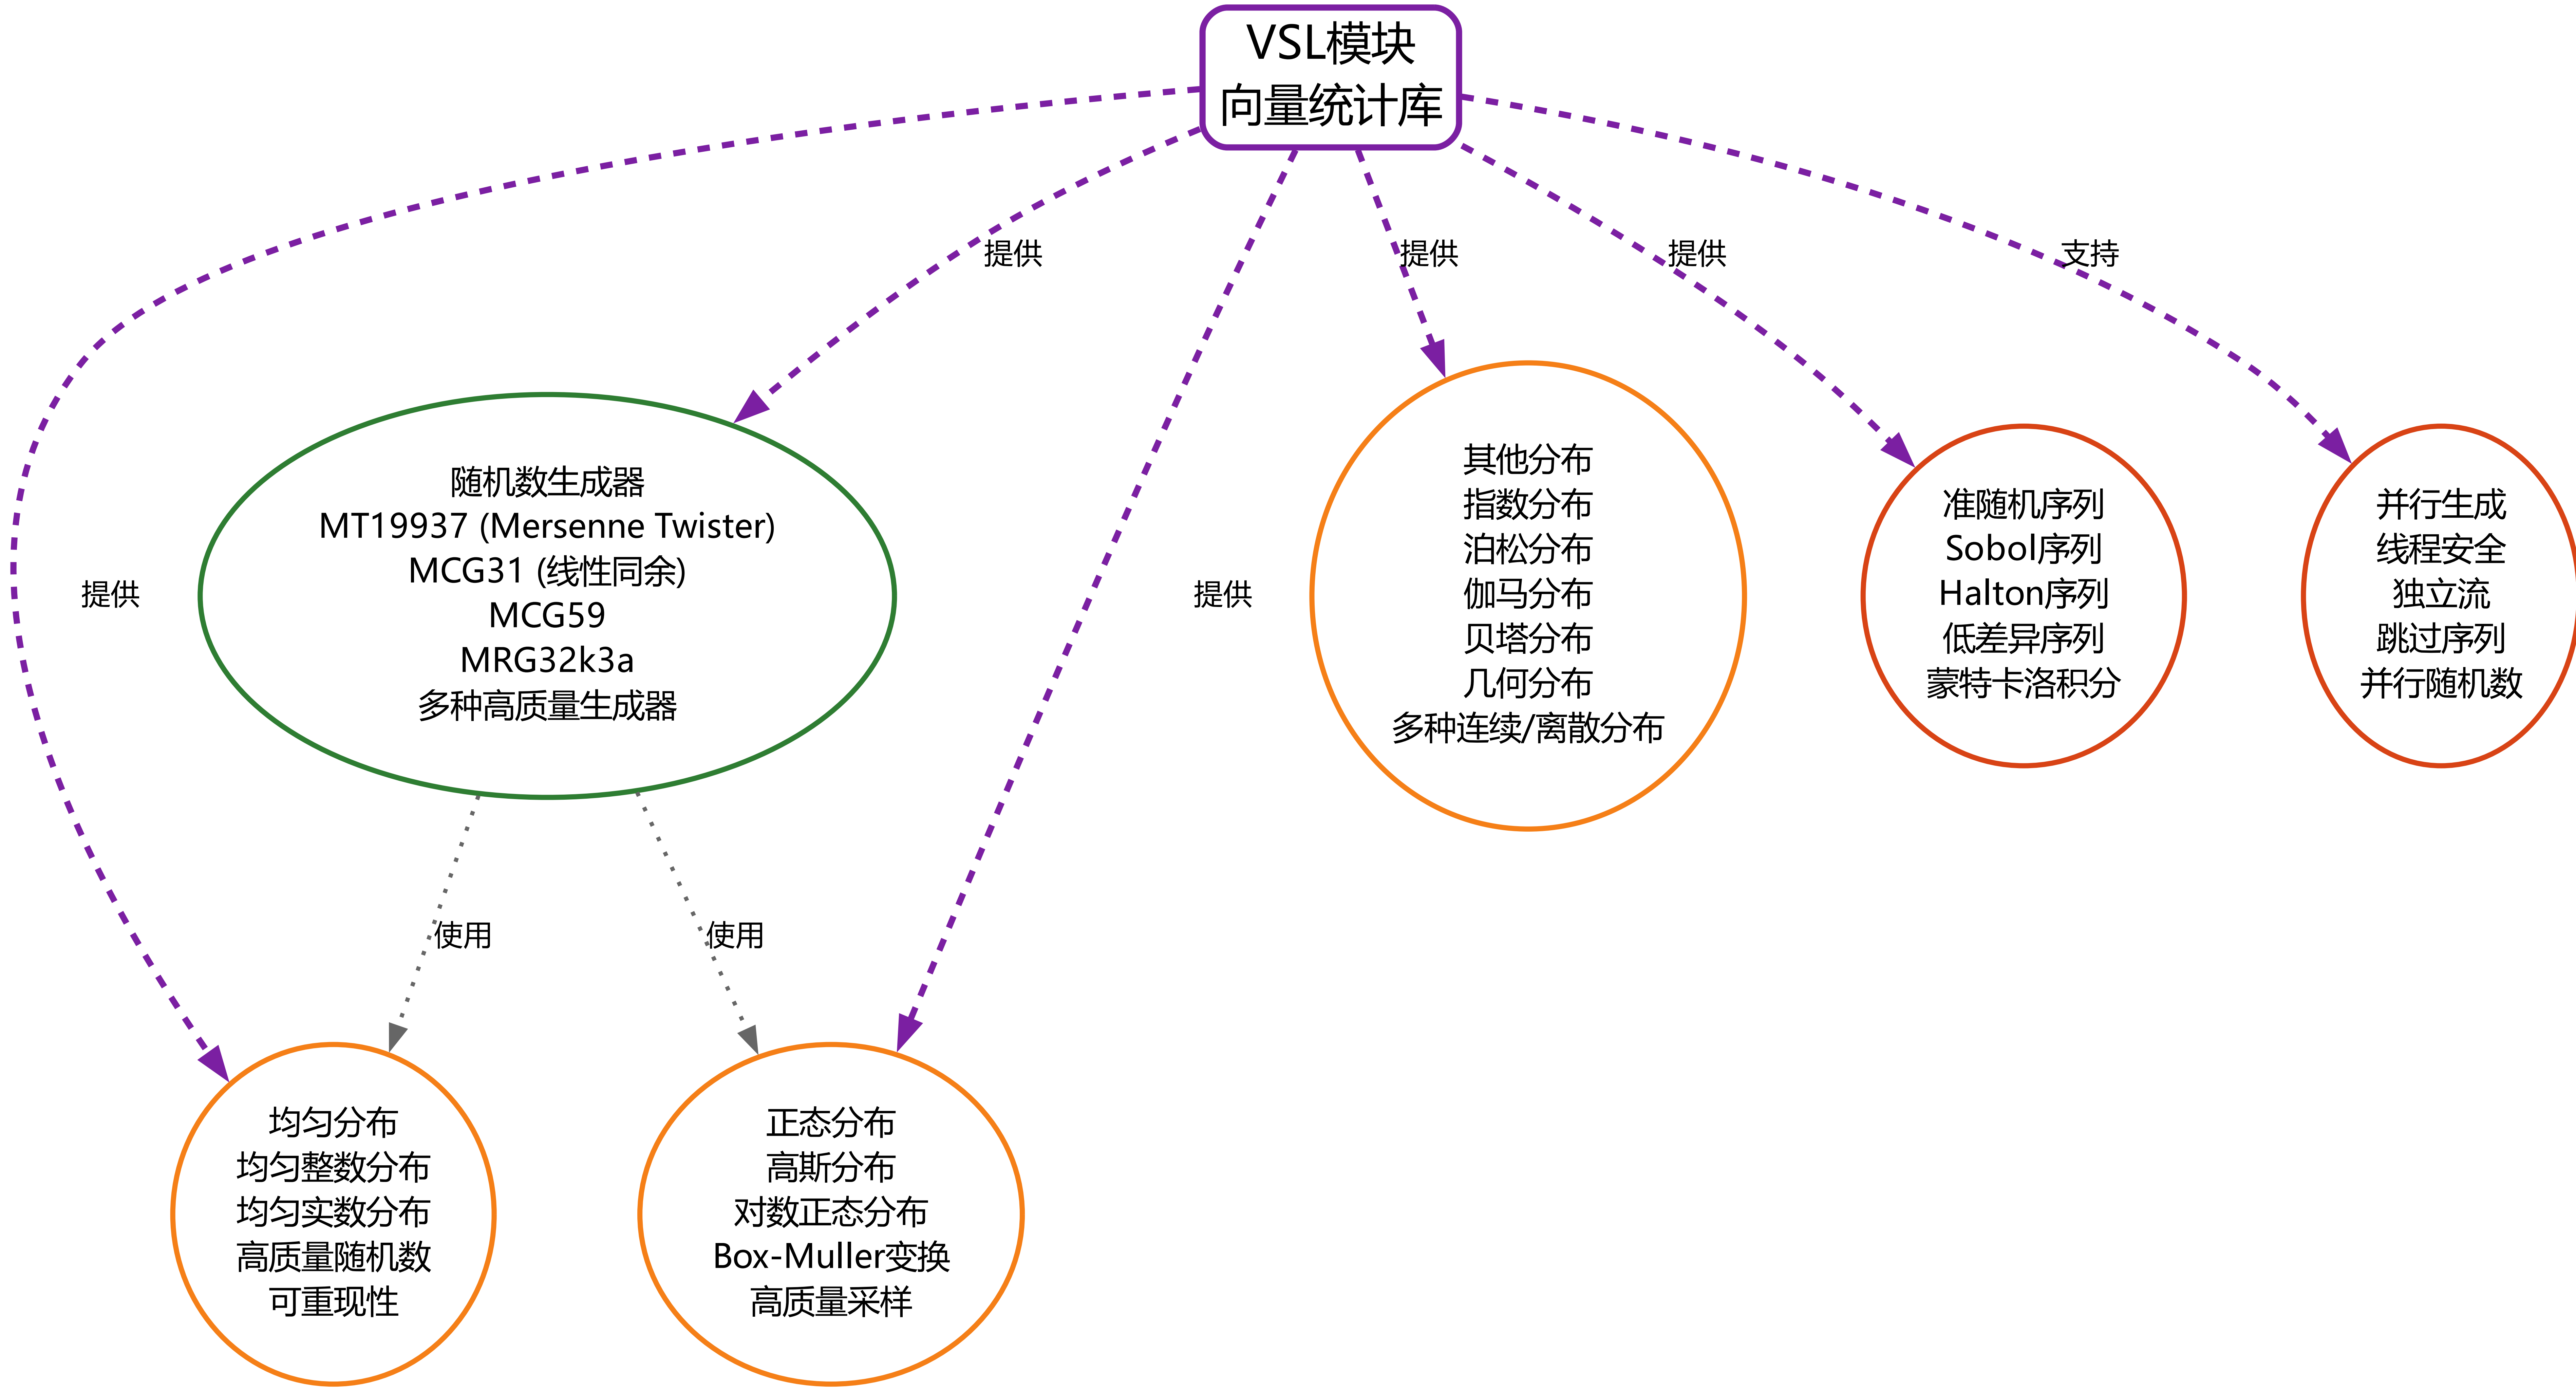 VSL模块
向量统计库
提供
提供
提供
支持
随机数生成器
MT19937 (Mersenne Twister)
MCG31 (线性同余)
MCG59
MRG32k3a
多种高质量生成器
其他分布
指数分布
泊松分布
伽马分布
贝塔分布
几何分布
多种连续/离散分布
准随机序列
Sobol序列
Halton序列
低差异序列
蒙特卡洛积分
并行生成
线程安全
独立流
跳过序列
并行随机数
提供
提供
使用
使用
均匀分布
均匀整数分布
均匀实数分布
高质量随机数
可重现性
正态分布
高斯分布
对数正态分布
Box-Muller变换
高质量采样